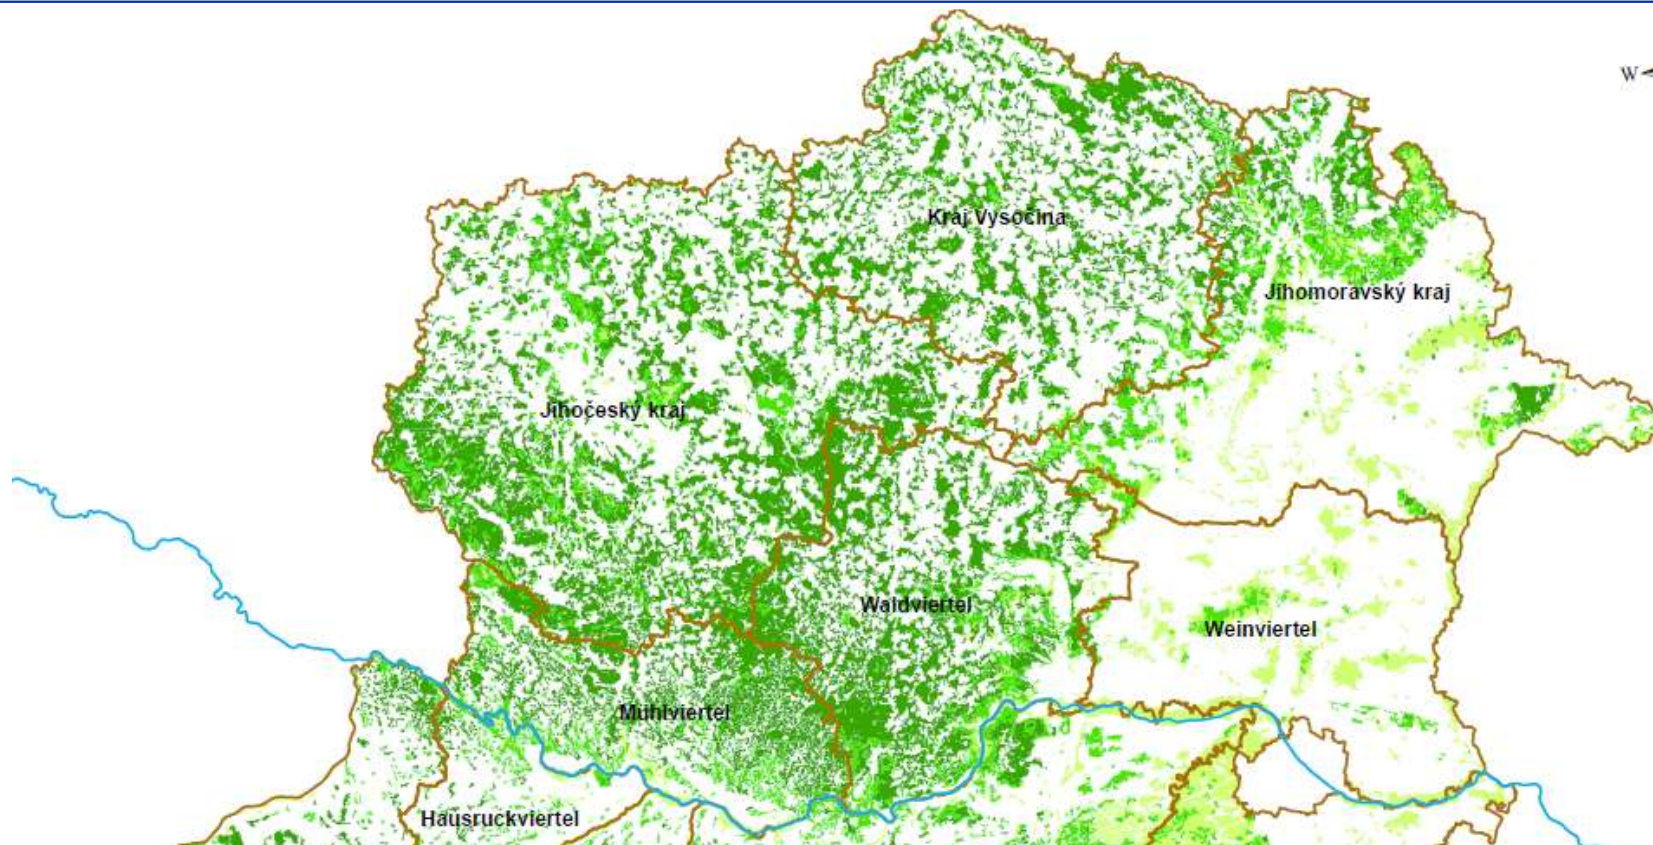 W
Kraj Vysočina
Jihomoravský kraj
Jihočeský kraj
Waldviertel
Weinviertel
Mühlviertel
Hausruckviertel